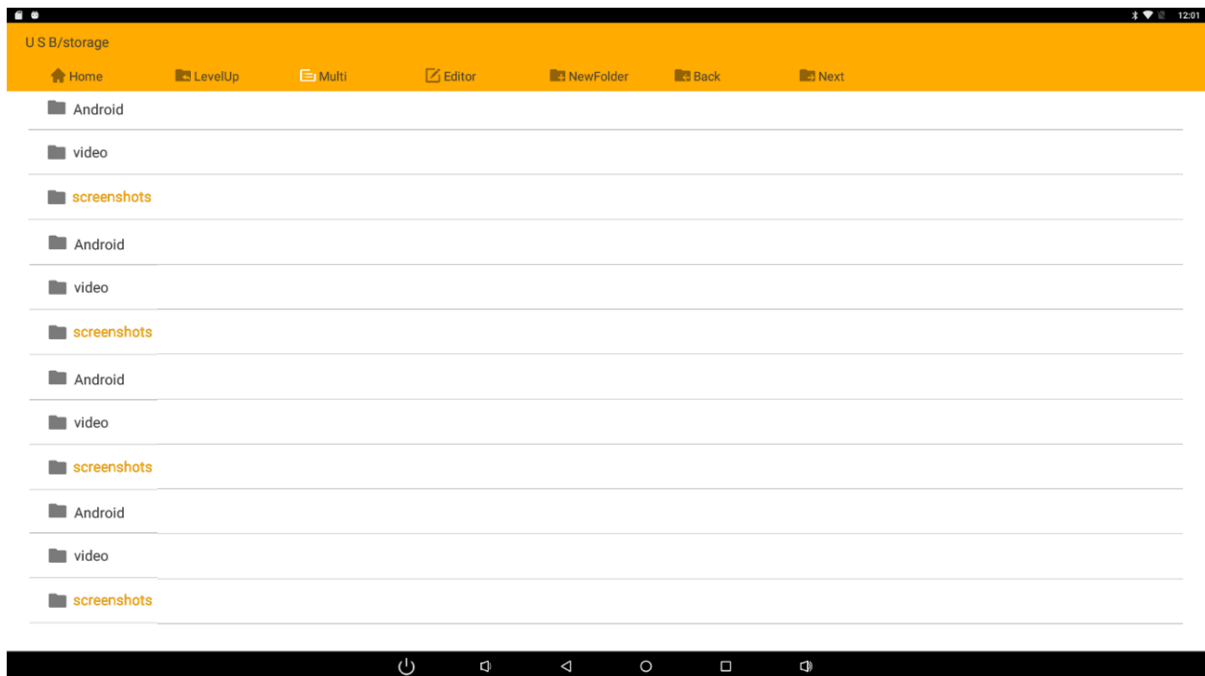 12:01
U S B/storage
Home LevelUp Multi Editor NewFolder Back Next
Android
video
screenshots
Android
video
screenshots
Android
video
screenshots
Android
video
screenshots